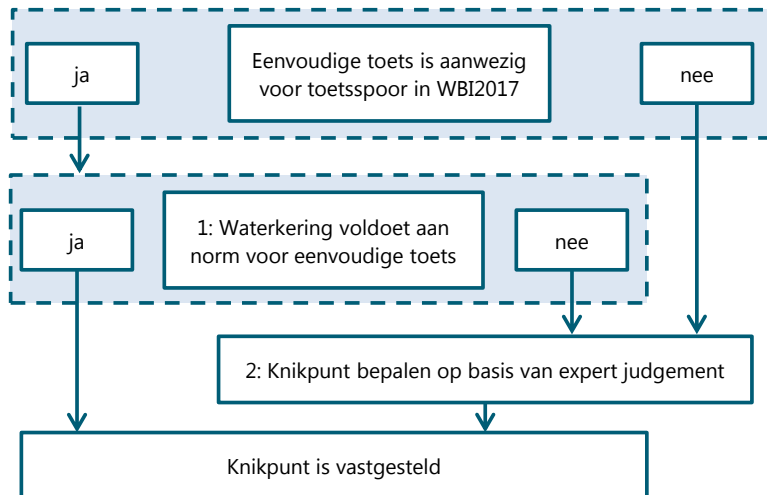 ja
Eenvoudige toets is aanwezig
voor toetsspoor in WBI2017
nee
ja
1: Waterkering voldoet aan
norm voor eenvoudige toets
nee
2: Knikpunt bepalen op basis van expert judgement
Knikpunt is vastgesteld